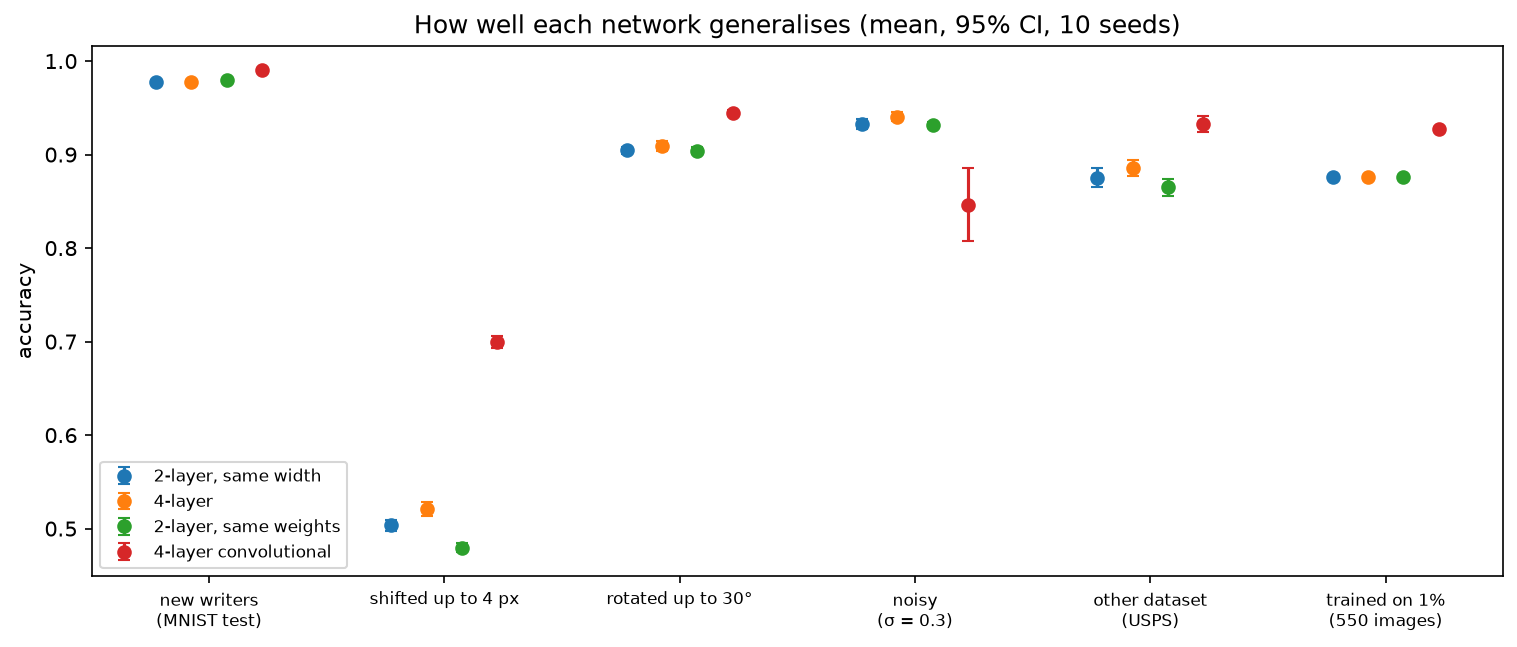 How well each network generalises (mean, 95% CI, 10 seeds)
accuracy
1.0
0.9
0.8
0.7
0.6
0.5
2-layer, same width
4-layer
2-layer, same weights
4-layer convolutional
new writers
(MNIST test)
shifted up to 4 px
rotated up to 30°
noisy
(σ = 0.3)
other dataset
(USPS)
trained on 1%
(550 images)